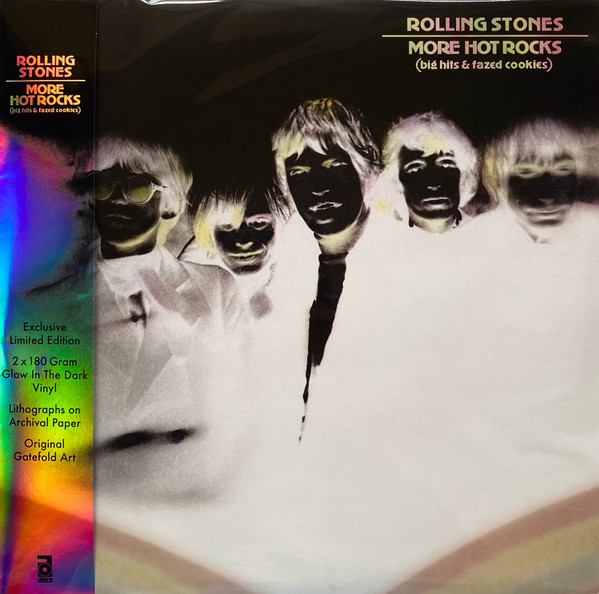 ROLLING STONES
MORE HOT ROCKS
(big hits & fazed cookies)
ROLLING
STONES
MORE
HOT ROCKS
(big hits & fazed cookies)
Exclusive
Limited Edition
2 x 180 Gram
Glow In The Dark
Vinyl
Lithographs on
Archival Paper
Original
Gatefold Art
abkco